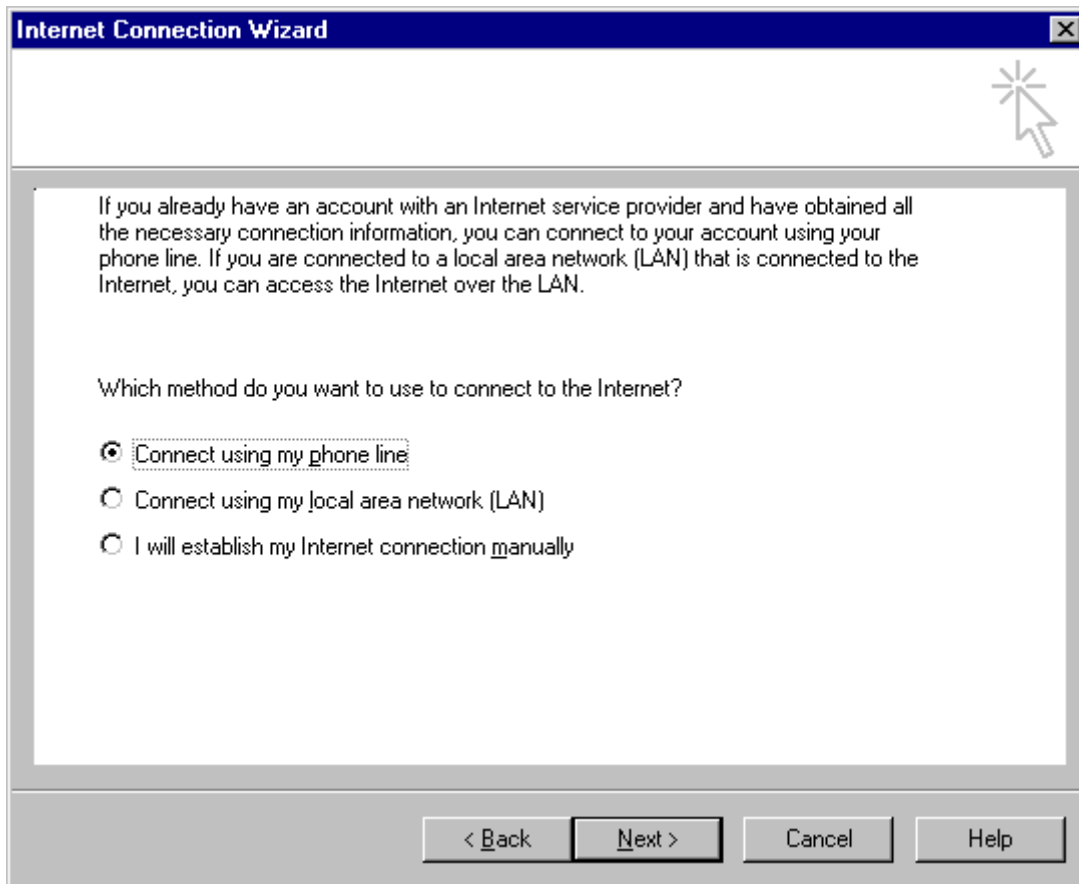 Internet Connection Wizard
If you already have an account with an Internet service provider and have obtained all
the necessary connection information, you can connect to your account using your
phone line. If you are connected to a local area network (LAN) that is connected to the
Internet, you can access the Internet over the LAN.
Which method do you want to use to connect to the Internet?
Connect using my phone line
Connect using my local area network (LAN)
I will establish my Internet connection manually
< Back Next > Cancel Help